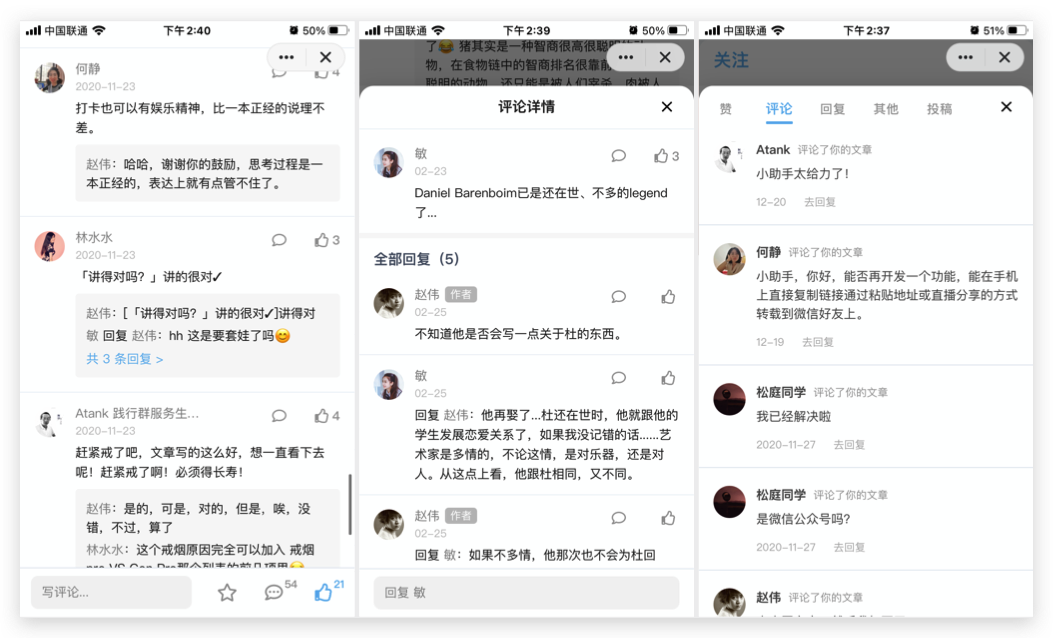 中国联通
下午2:40
50%
何静
4
2020-11-23
打卡也可以有娱乐精神，比一本正经的说理不
差。
赵伟：哈哈，谢谢你的鼓励，思考过程是一
本正经的，表达上就有点管不住了。
林水水
3
2020-11-23
「讲得对吗？」讲的很对✓
赵伟：[「讲得对吗？」讲的很对✓]讲得对
敏 回复 赵伟：hh 这是要套娃了吗😊
共 3 条回复 >
Atank 践行群服务生...
4
2020-11-23
赶紧戒了吧，文章写的这么好，想一直看下去
呢！赶紧戒了啊！必须得长寿！
赵伟：是的，可是，对的，但是，唉，没
错，不过，算了
林水水：这个戒烟原因完全可以加入 戒烟
写评论...
54
21
中国联通
下午2:39
50%
了😂 猪其实是一种智商很高很聪明的动
物，在食物链中的智商排名很靠前
评论详情
敏
3
02-23
Daniel Barenboim已是还在世、不多的legend
了...
全部回复（5）
赵伟 作者
02-25
不知道他是否会写一点关于杜的东西。
敏
02-25
回复 赵伟：他再娶了...杜还在世时，他就跟他的
学生发展恋爱关系了，如果我没记错的话......艺
术家是多情的，不论这情，是对乐器，还是对
人。从这点上看，他跟杜相同，又不同。
赵伟 作者
02-25
回复 敏：如果不多情，他那次也不会为杜回
回复 敏
中国联通
下午2:37
51%
关注
赞
评论
回复
其他
投稿
Atank 评论了你的文章
小助手太给力了！
12-20 去回复
何静 评论了你的文章
小助手，你好，能否再开发一个功能，能在手机
上直接复制链接通过粘贴地址或直播分享的方式
转载到微信好友上。
12-19 去回复
松庭同学 评论了你的文章
我已经解决啦
2020-11-27 去回复
松庭同学 评论了你的文章
是微信公众号吗？
2020-11-27 去回复
赵伟 评论了你的文章